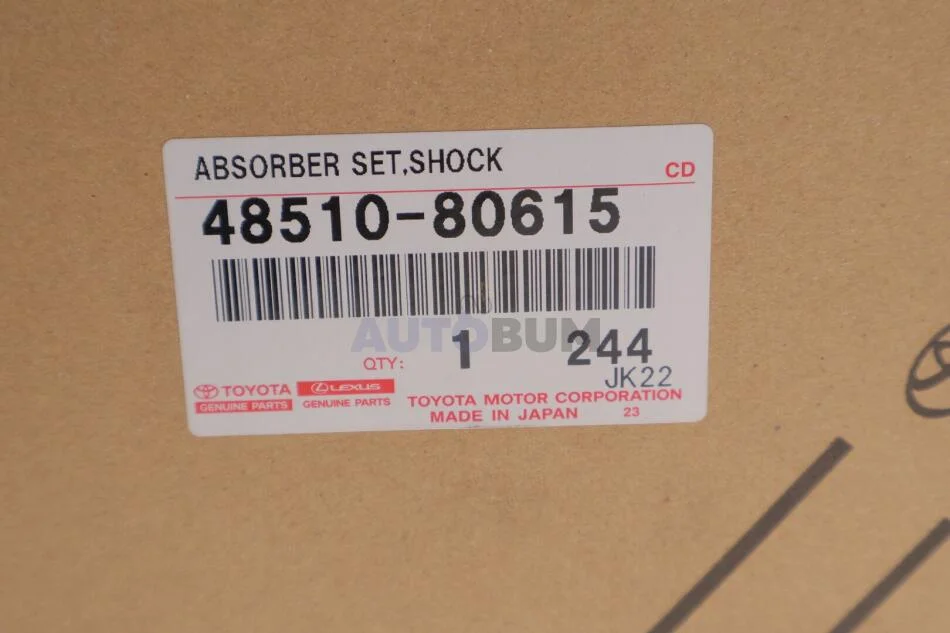 ABSORBER SET,SHOCK
CD
48510-80615
AUTOBUM
QTY: 1 244
JK22
TOYOTA LEXUS
GENUINE PARTS GENUINE PARTS
TOYOTA MOTOR CORPORATION
MADE IN JAPAN 23